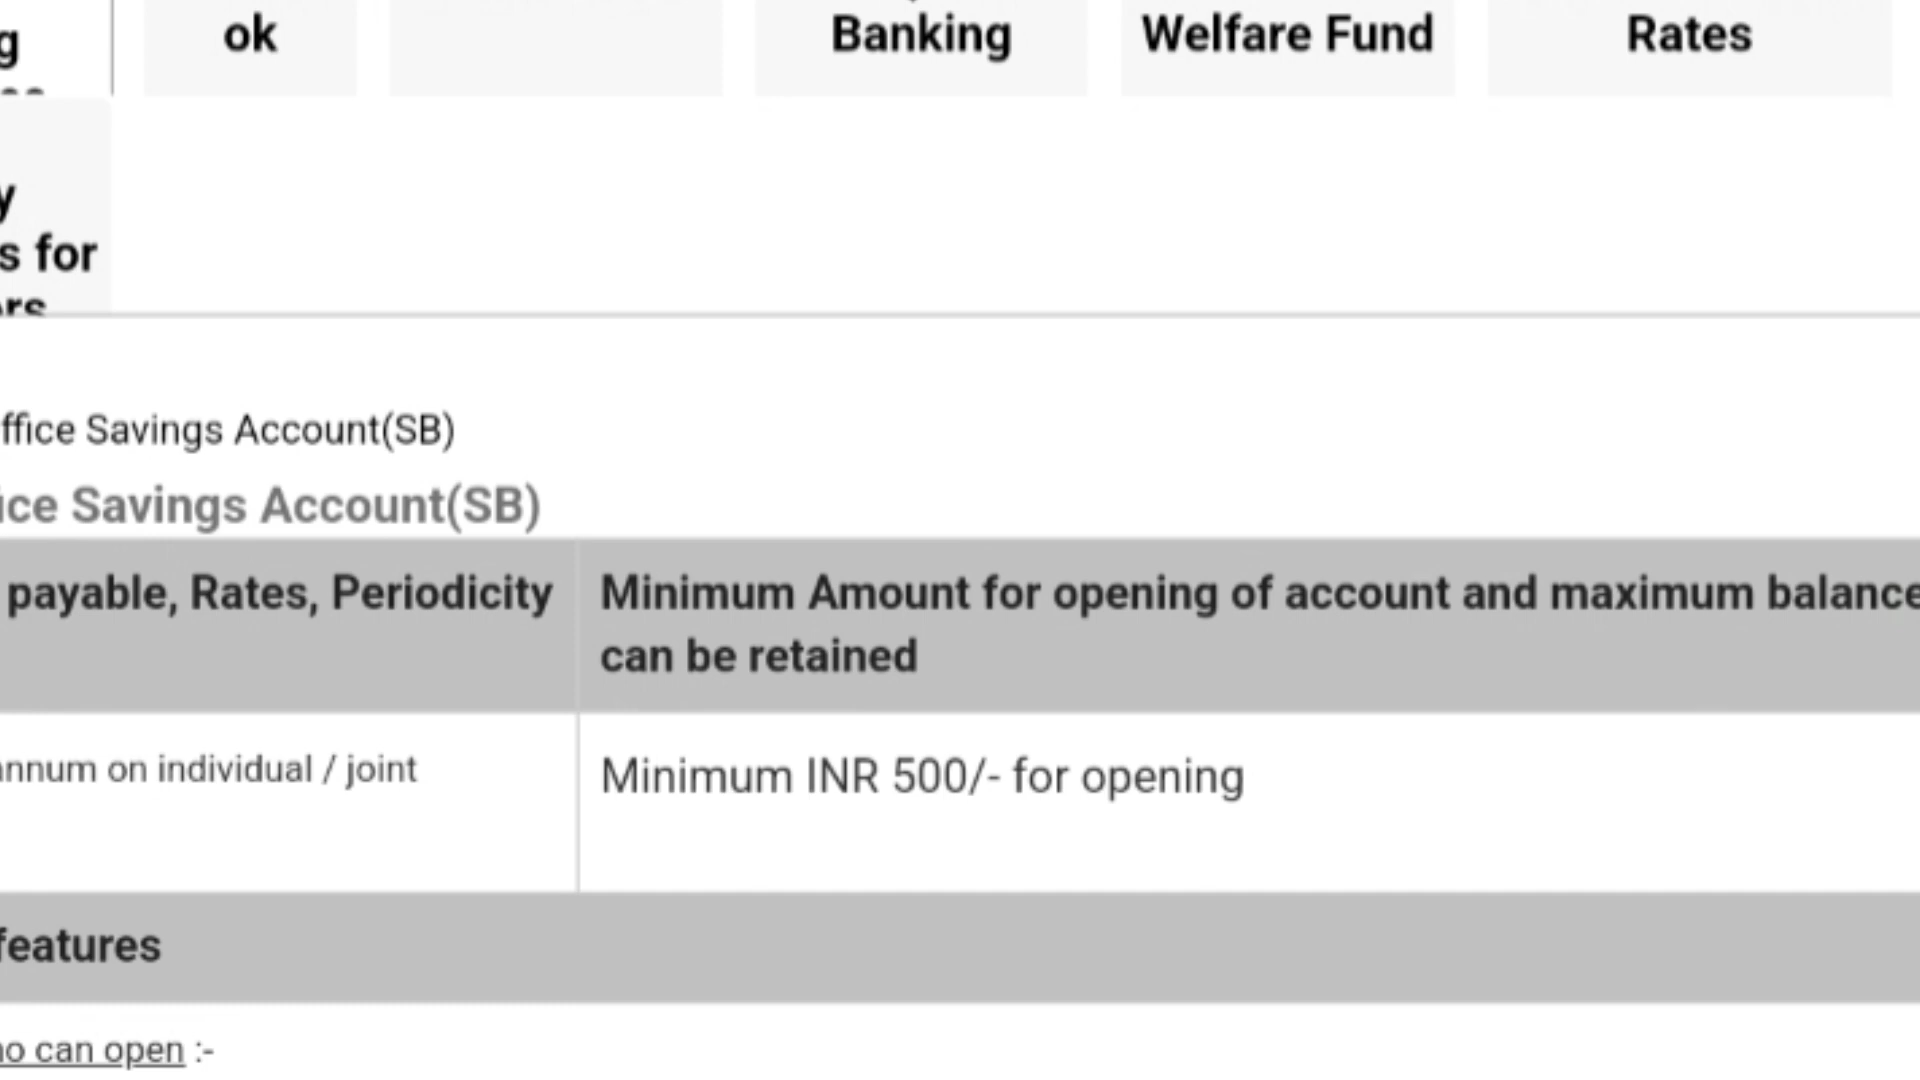 g
ok
Banking
Welfare Fund
Rates
y
s for
ffice Savings Account(SB)
ice Savings Account(SB)
payable, Rates, Periodicity
Minimum Amount for opening of account and maximum balance
can be retained
annum on individual / joint
Minimum INR 500/- for opening
features
no can open :-